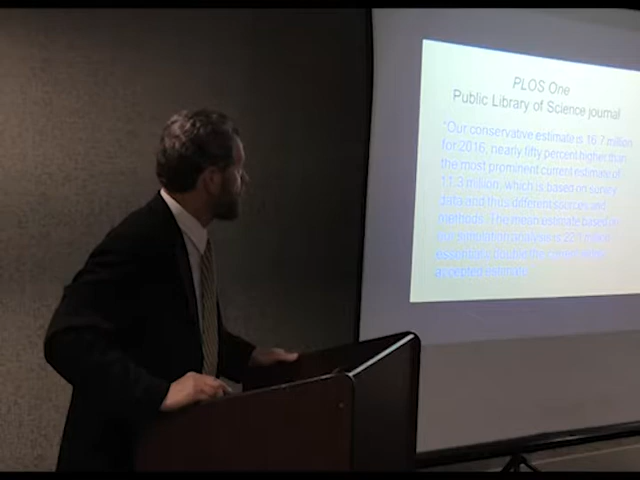 PLOS One
Public Library of Science journal
"Our conservative estimate is 16.7 million
for 2016, nearly fifty percent higher than
the most prominent current estimate of
11.3 million, which is based on survey
data and thus different sources and
methods. The mean estimate based on
our simulation analysis is 22.1 million,
essentially double the current widely
accepted estimate.